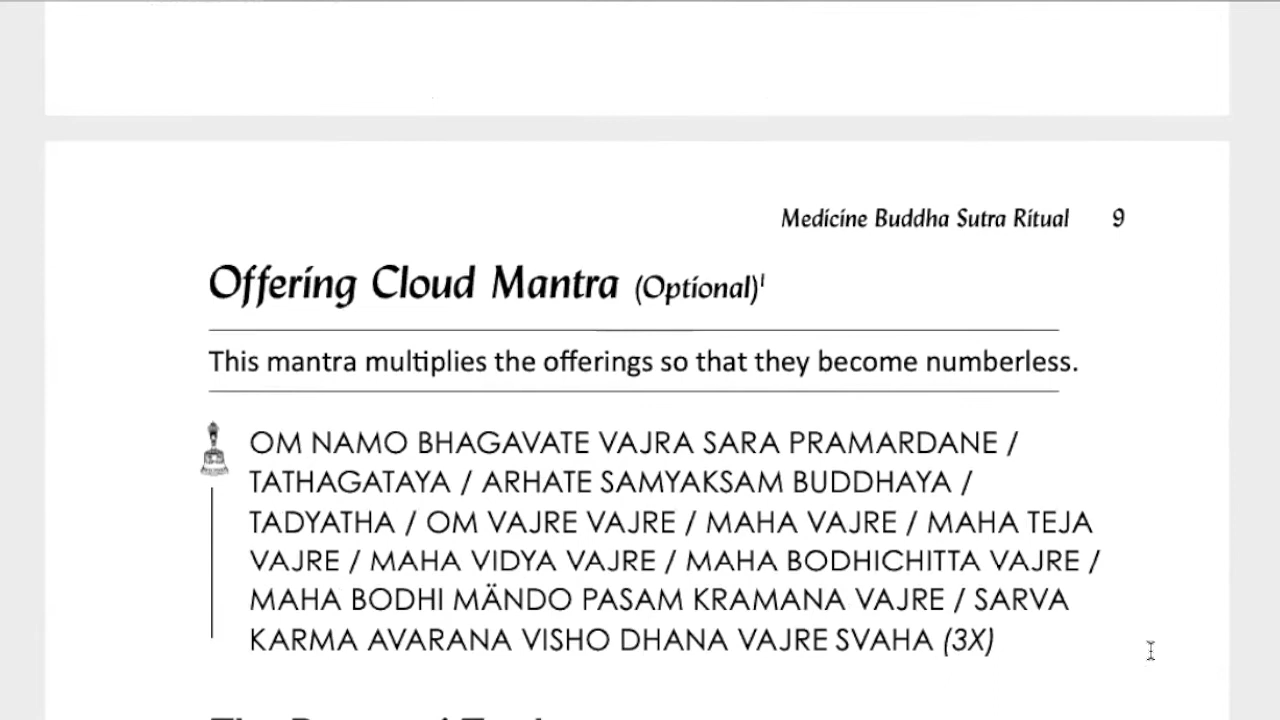 Medicine Buddha Sutra Ritual 9
Offering Cloud Mantra (Optional)¹
This mantra multiplies the offerings so that they become numberless.
OM NAMO BHAGAVATE VAJRA SARA PRAMARDANE /
TATHAGATAYA / ARHATE SAMYAKSAM BUDDHAYA /
TADYATHA / OM VAJRE VAJRE / MAHA VAJRE / MAHA TEJA
VAJRE / MAHA VIDYA VAJRE / MAHA BODHICHITTA VAJRE /
MAHA BODHI MÄNDO PASAM KRAMANA VAJRE / SARVA
KARMA AVARANA VISHO DHANA VAJRE SVAHA (3X)